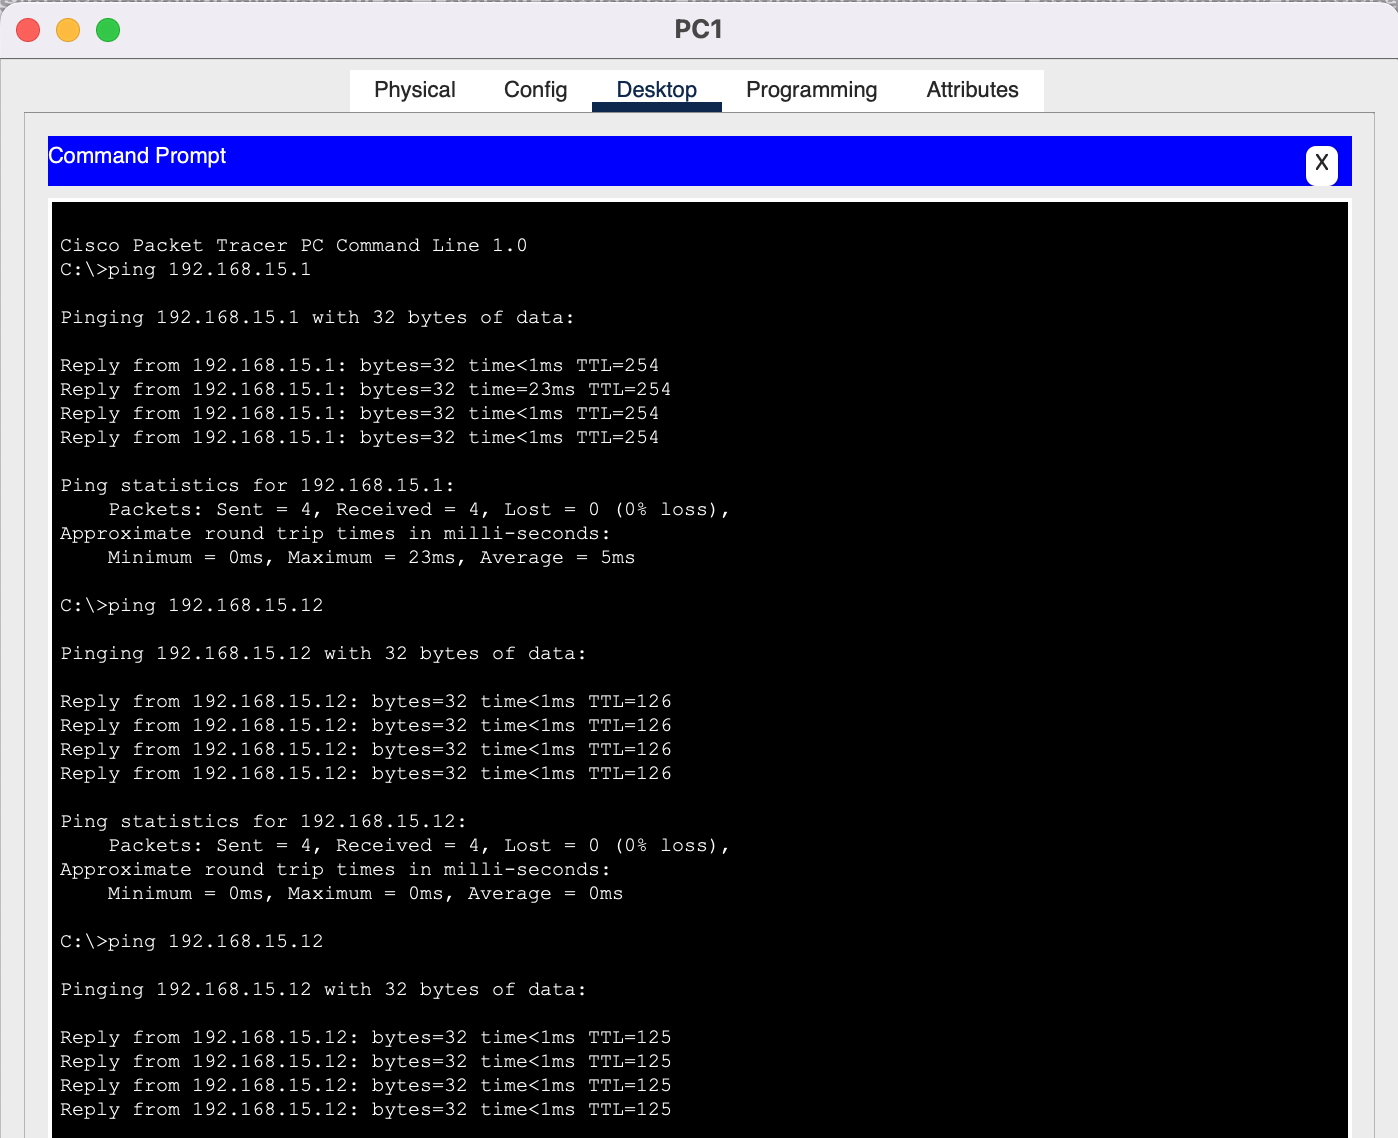 PC1
Physical Config Desktop Programming Attributes
Command Prompt
X
Cisco Packet Tracer PC Command Line 1.0
C:\>ping 192.168.15.1
Pinging 192.168.15.1 with 32 bytes of data:
Reply from 192.168.15.1: bytes=32 time<1ms TTL=254
Reply from 192.168.15.1: bytes=32 time=23ms TTL=254
Reply from 192.168.15.1: bytes=32 time<1ms TTL=254
Reply from 192.168.15.1: bytes=32 time<1ms TTL=254
Ping statistics for 192.168.15.1:
    Packets: Sent = 4, Received = 4, Lost = 0 (0% loss),
Approximate round trip times in milli-seconds:
    Minimum = 0ms, Maximum = 23ms, Average = 5ms
C:\>ping 192.168.15.12
Pinging 192.168.15.12 with 32 bytes of data:
Reply from 192.168.15.12: bytes=32 time<1ms TTL=126
Reply from 192.168.15.12: bytes=32 time<1ms TTL=126
Reply from 192.168.15.12: bytes=32 time<1ms TTL=126
Reply from 192.168.15.12: bytes=32 time<1ms TTL=126
Ping statistics for 192.168.15.12:
    Packets: Sent = 4, Received = 4, Lost = 0 (0% loss),
Approximate round trip times in milli-seconds:
    Minimum = 0ms, Maximum = 0ms, Average = 0ms
C:\>ping 192.168.15.12
Pinging 192.168.15.12 with 32 bytes of data:
Reply from 192.168.15.12: bytes=32 time<1ms TTL=125
Reply from 192.168.15.12: bytes=32 time<1ms TTL=125
Reply from 192.168.15.12: bytes=32 time<1ms TTL=125
Reply from 192.168.15.12: bytes=32 time<1ms TTL=125